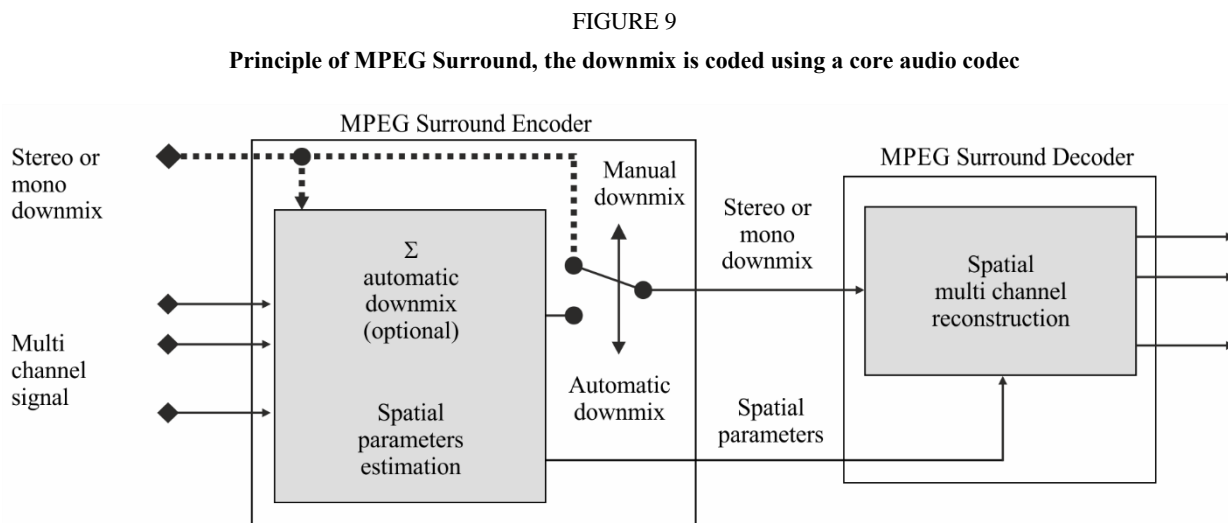 FIGURE 9
Principle of MPEG Surround, the downmix is coded using a core audio codec
MPEG Surround Encoder
MPEG Surround Decoder
Stereo or
mono
downmix
Manual
downmix
Stereo or
mono
downmix
Σ
automatic
downmix
(optional)
Spatial
multi channel
reconstruction
Multi
channel
signal
Automatic
downmix
Spatial
parameters
estimation
Spatial
parameters